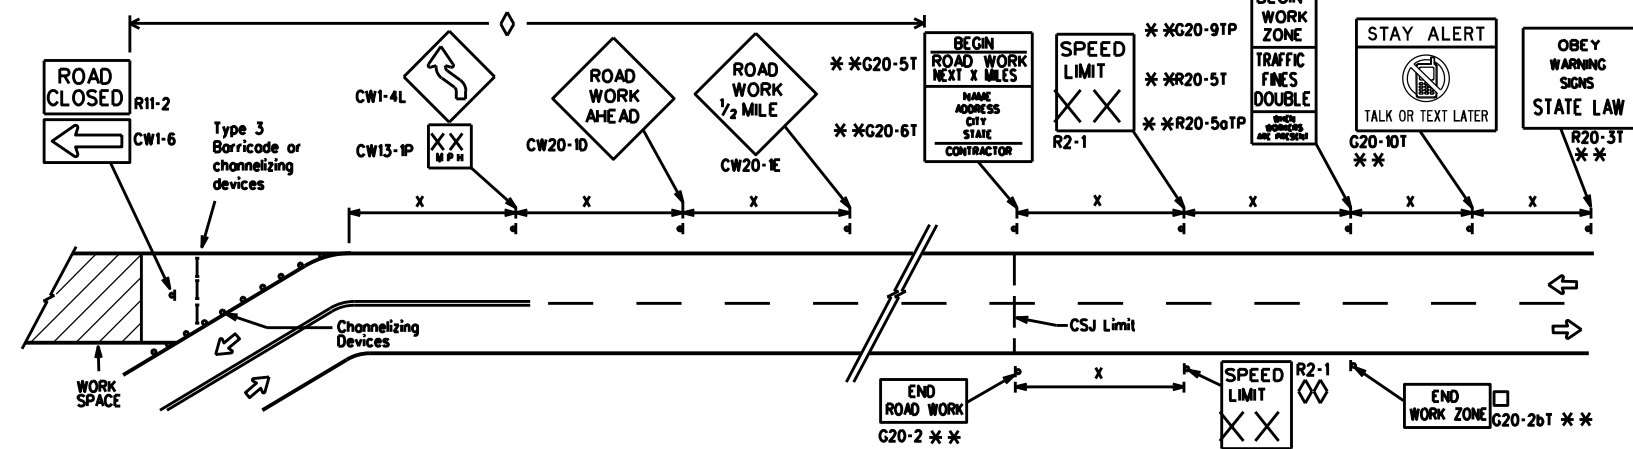 ROAD
CLOSED
R11-2
CW1-6
Type 3
Barricade or
channelizing
devices
CW1-4L
CW13-1P
XX
MPH
ROAD
WORK
AHEAD
CW20-1D
ROAD
WORK
1/2 MILE
CW20-1E
* *G20-5T
BEGIN
ROAD WORK
NEXT X MILES
* *G20-6T
NAME
ADDRESS
CITY
STATE
CONTRACTOR
SPEED
LIMIT
X X
R2-1
* *G20-9TP
BEGIN
WORK
ZONE
* *R20-5T
TRAFFIC
FINES
DOUBLE
* *R20-5aTP
WHEN
WORKERS
ARE PRESENT
STAY ALERT
TALK OR TEXT LATER
G20-10T
* *
OBEY
WARNING
SIGNS
STATE LAW
R20-3T
* *
X
X
X
X
X
X
X
Channelizing
Devices
CSJ Limit
WORK
SPACE
END
ROAD WORK
G20-2 * *
X
SPEED
LIMIT
X X
R2-1
END
WORK ZONE
G20-2bT * *